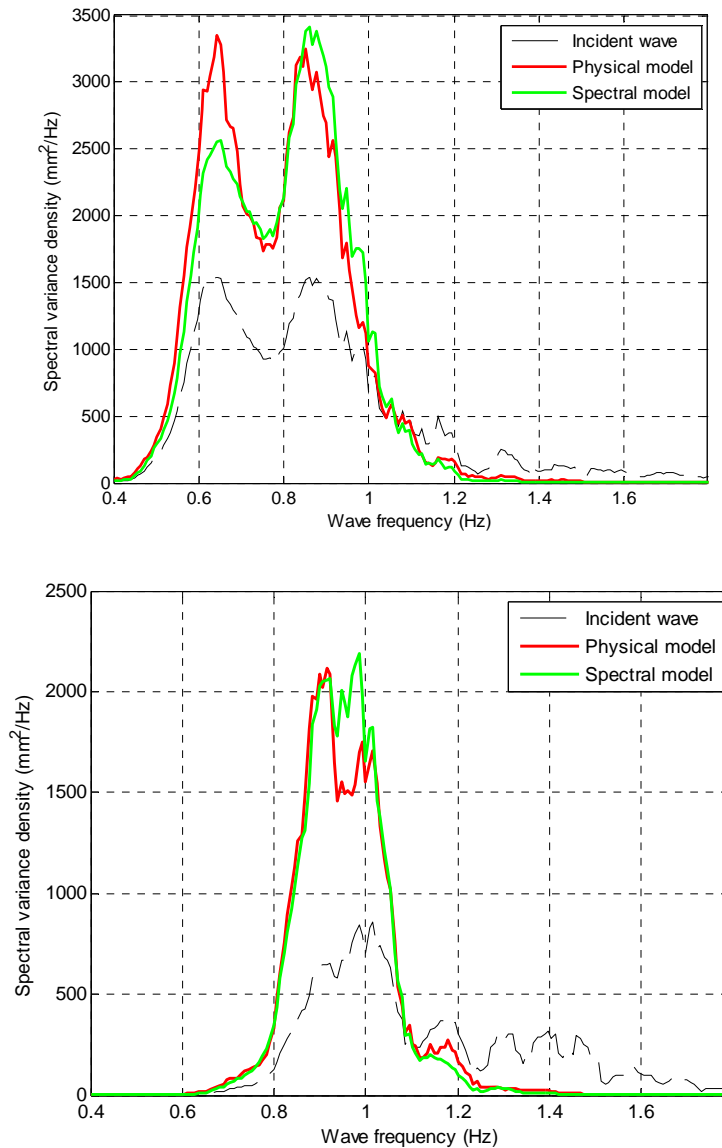 3500
3000
2500
2000
1500
1000
500
0
Spectral variance density (mm²/Hz)
Incident wave
Physical model
Spectral model
0.4 0.6 0.8 1 1.2 1.4 1.6
Wave frequency (Hz)
2500
2000
1500
1000
500
0
Spectral variance density (mm²/Hz)
Incident wave
Physical model
Spectral model
0.4 0.6 0.8 1 1.2 1.4 1.6
Wave frequency (Hz)